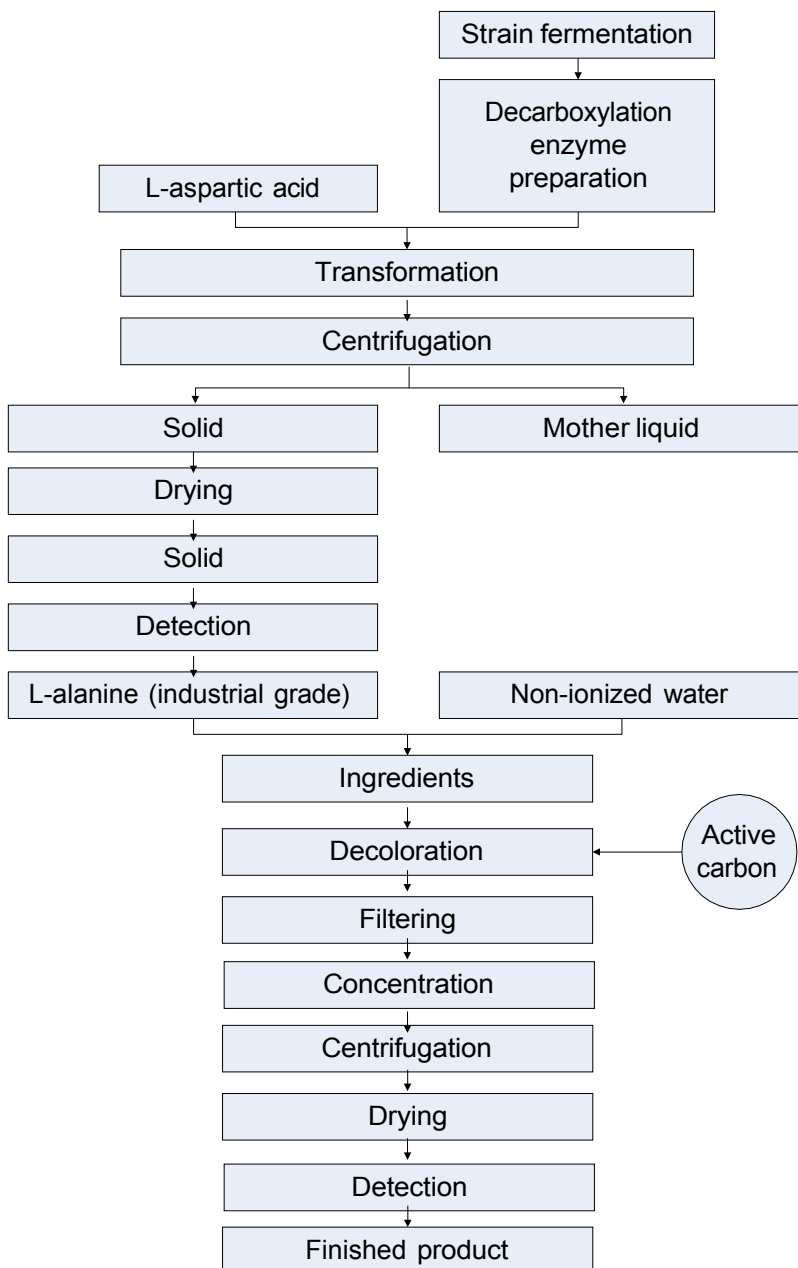 Strain fermentation
Decarboxylation
enzyme
preparation
L-aspartic acid
Transformation
Centrifugation
Solid
Mother liquid
Drying
Solid
Detection
L-alanine (industrial grade)
Non-ionized water
Ingredients
Decoloration
Active
carbon
Filtering
Concentration
Centrifugation
Drying
Detection
Finished product